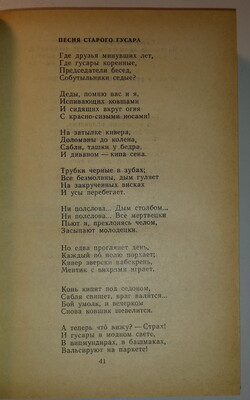 ПЕСНЯ СТАРОГО ГУСАРА
Где друзья минувших лет,
Где гусары коренные,
Председатели бесед,
Собутыльники седые?
Деды, помню вас и я,
Испивающих ковшами
И сидящих вкруг огня
С красно-сизыми носами!
На затылке кивера,
Доломаны до колена,
Сабли, ташки у бедра,
И диваном — кипа сена.
Трубки черные в зубах;
Все безмолвны, дым гуляет
На закрученных висках
И усы перебегает.
Ни полслова... Дым столбом...
Ни полслова... Все мертвецки
Пьют и, преклонясь челом,
Засыпают молодецки.
Но едва проглянет день,
Каждый по полю порхает;
Кивер зверски набекрень,
Ментик с вихрями играет.
Конь кипит под седоком,
Сабля свищет, враг валится...
Бой умолк, и вечерком
Снова ковшик шевелится.
А теперь что вижу? — Страх!
И гусары в модном свете,
В вицмундирах, в башмаках,
Вальсируют на паркете!
41